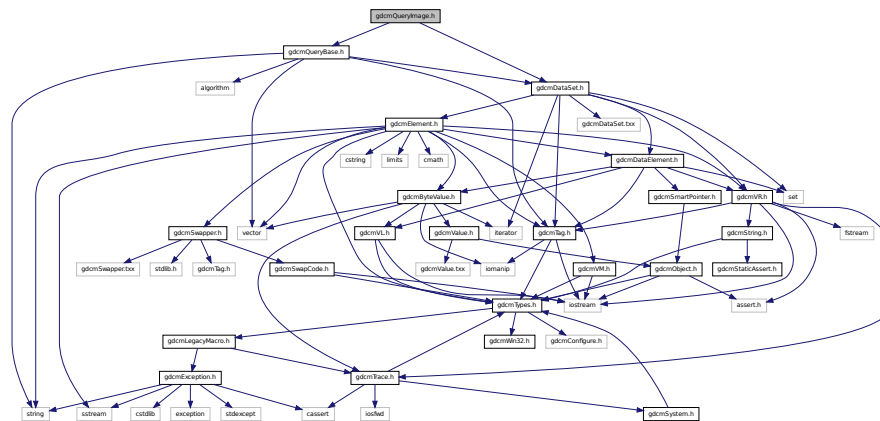 gdcmQueryImage.h
gdcmQueryBase.h
algorithm
gdcmDataSet.h
gdcmElement.h
gdcmDataSet.txx
cstring
limits
cmath
gdcmDataElement.h
gdcmByteValue.h
gdcmSmartPointer.h
gdcmVR.h
set
gdcmSwapper.h
vector
gdcmVL.h
gdcmValue.h
iterator
gdcmTag.h
gdcmString.h
fstream
gdcmSwapper.txx
stdlib.h
gdcmTag.h
gdcmSwapCode.h
gdcmValue.txx
iomanip
gdcmVM.h
gdcmObject.h
gdcmStaticAssert.h
gdcmTypes.h
iostream
assert.h
gdcmLegacyMacro.h
gdcmWin32.h
gdcmConfigure.h
gdcmException.h
gdcmTrace.h
string
sstream
cstdlib
exception
stdexcept
cassert
iosfwd
gdcmSystem.h